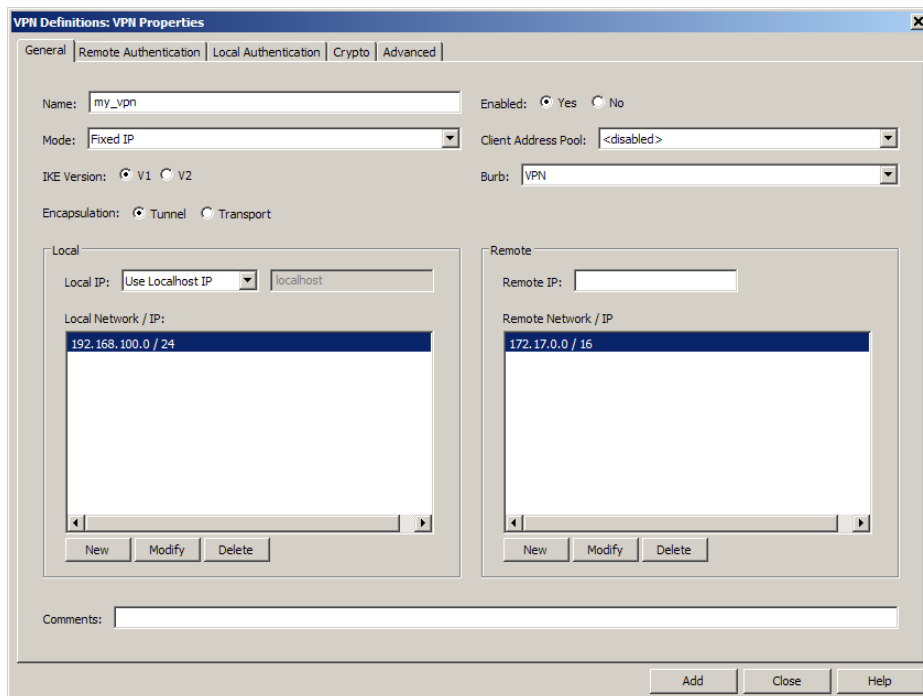 VPN Definitions: VPN Properties
General Remote Authentication Local Authentication Crypto Advanced
Name: my_vpn Enabled: Yes No
Mode: Fixed IP Client Address Pool: <disabled>
IKE Version: V1 V2 Burb: VPN
Encapsulation: Tunnel Transport
Local Remote
Local IP: Use Localhost IP localhost Remote IP:
Local Network / IP: Remote Network / IP
192.168.100.0 / 24 172.17.0.0 / 16
New Modify Delete New Modify Delete
Comments:
Add Close Help